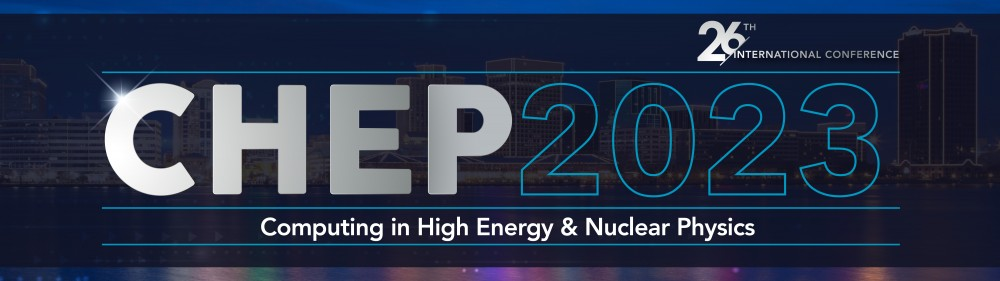 26TH
INTERNATIONAL CONFERENCE
CHEP2023
Computing in High Energy & Nuclear Physics